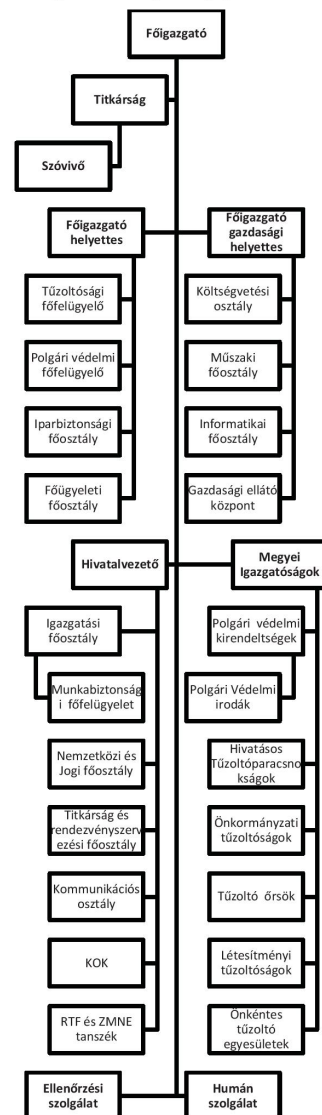 Főigazgató
Titkárság
Szóvivő
Főigazgató
helyettes
Főigazgató
gazdasági
helyettes
Tűzoltósági
főfelügyelő
Költségvetési
osztály
Polgári védelmi
főfelügyelő
Műszaki
főosztály
Iparbiztonsági
főosztály
Informatikai
főosztály
Főügyeleti
főosztály
Gazdasági ellátó
központ
Hivatalvezető
Megyei
Igazgatóságok
Igazgatási
főosztály
Polgári védelmi
kirendeltségek
Munkabiztonság
i főfelügyelet
Polgári Védelmi
irodák
Nemzetközi és
Jogi főosztály
Hivatásos
Tűzoltóparacsno
kságok
Titkárság és
rendezvényszerv
ezési főosztály
Önkormányzati
tűzoltóságok
Kommunikációs
osztály
Tűzoltó őrsök
KOK
Létesítményi
tűzoltóságok
RTF és ZMNE
tanszék
Önkéntes
tűzoltó
egyesületek
Ellenőrzési
szolgálat
Humán
szolgálat